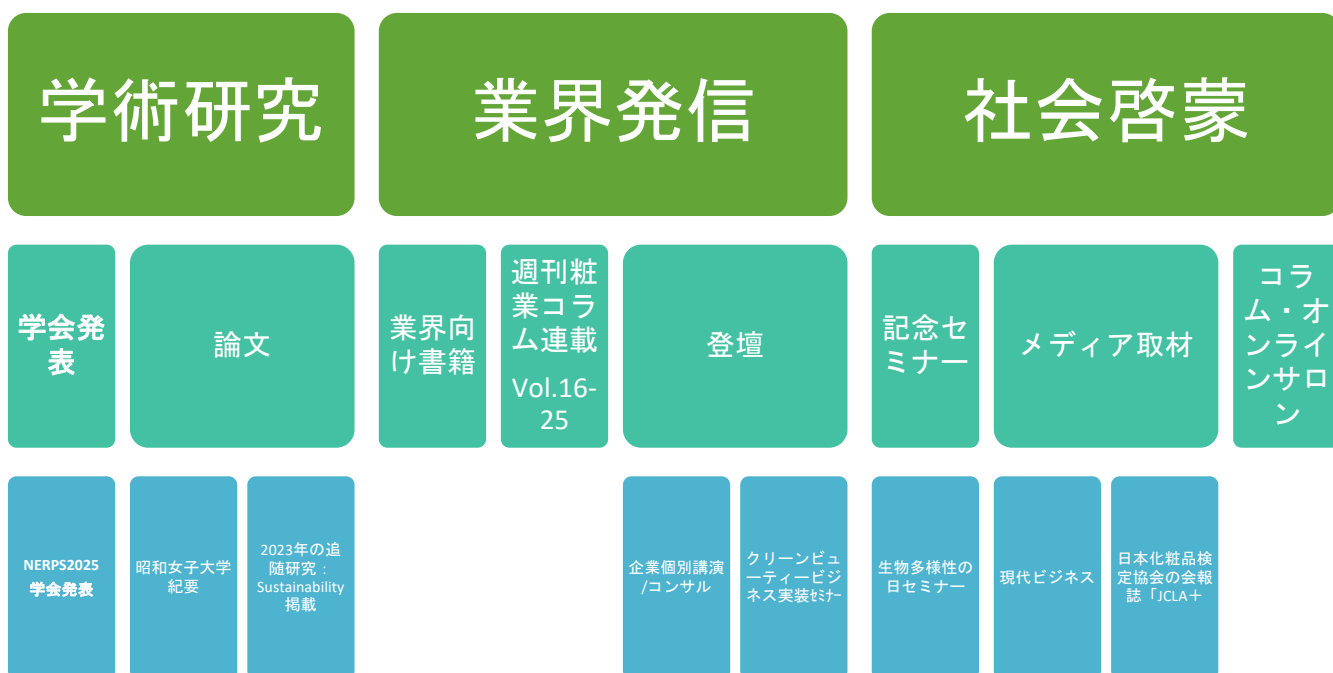 学術研究
業界発信
社会啓蒙
学会発
表
論文
業界向
け書籍
週刊粧
業コラ
ム連載
Vol.16-
25
登壇
記念セ
ミナー
メディア取材
コラ
ム・オ
ンライ
ンサロ
ン
NERPS2025
学会発表
昭和女子大学
紀要
2023年の追
随研究：
Sustainability
掲載
企業個別講演
/コンサル
クリーンビュ
ーティービジ
ネス実装ｾﾐﾅｰ
生物多様性の
日セミナー
現代ビジネス
日本化粧品検
定協会の会報
誌「JCLA＋